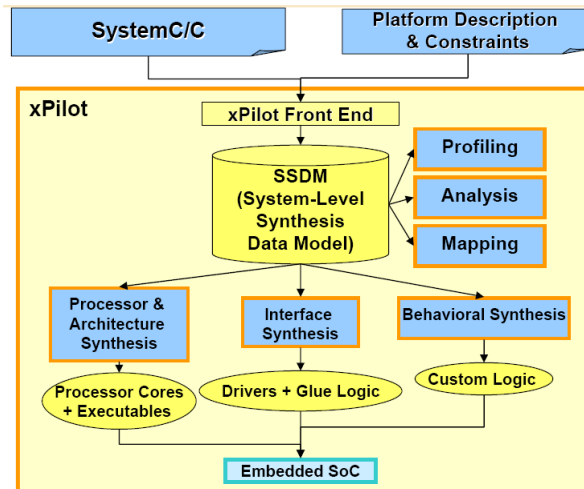 SystemC/C
Platform Description
& Constraints
xPilot
xPilot Front End
SSDM
(System-Level
Synthesis
Data Model)
Profiling
Analysis
Mapping
Processor &
Architecture
Synthesis
Interface
Synthesis
Behavioral Synthesis
Processor Cores
+ Executables
Drivers + Glue Logic
Custom Logic
Embedded SoC